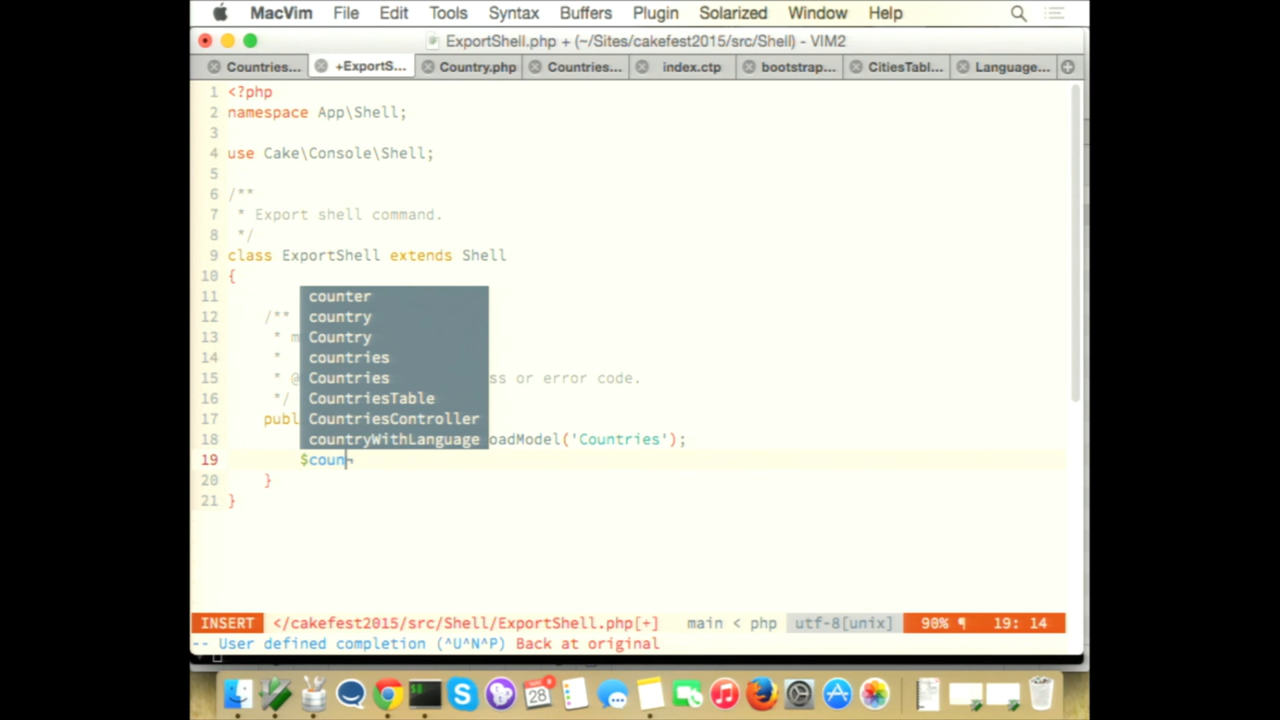 MacVim File Edit Tools Syntax Buffers Plugin Solarized Window Help
ExportShell.php + (~/Sites/cakefest2015/src/Shell) - VIM2
Countries... +ExportS... Country.php Countries... index.ctp bootstrap... CitiesTabl... Language...
1 <?php
2 namespace App\Shell;
3
4 use Cake\Console\Shell;
5
6 /**
7 * Export shell command.
8 */
9 class ExportShell extends Shell
10 {
11 counter
12 /** country
13 * m Country
14 * countries
15 * @ Countries ss or error code.
16 */ CountriesTable
17 publ CountriesController
18 countryWithLanguage oadModel('Countries');
19 $coun¬
20 }
21 }
INSERT </cakefest2015/src/Shell/ExportShell.php[+] main < php utf-8[unix] 90% ¶ 19: 14
-- User defined completion (^U^N^P) Back at original
28